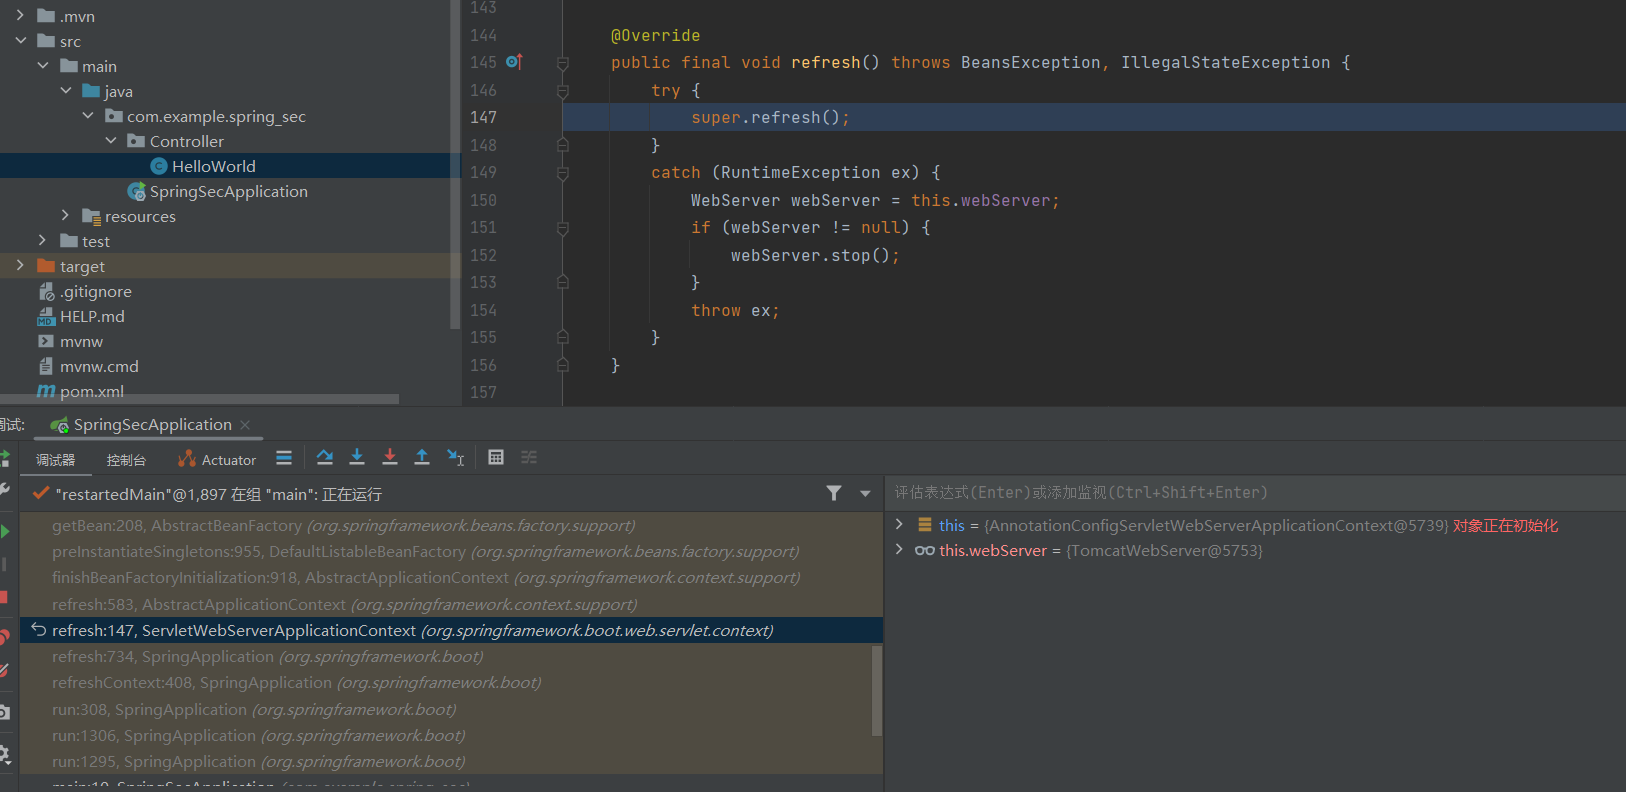 .mvn
src
main
java
com.example.spring_sec
Controller
HelloWorld
SpringSecApplication
resources
test
target
.gitignore
HELP.md
mvnw
mvnw.cmd
pom.xml
143
144 @Override
145 public final void refresh() throws BeansException, IllegalStateException {
146 try {
147 super.refresh();
148 }
149 catch (RuntimeException ex) {
150 WebServer webServer = this.webServer;
151 if (webServer != null) {
152 webServer.stop();
153 }
154 throw ex;
155 }
156 }
157
调试: SpringSecApplication
调试器 控制台 Actuator
"restartedMain"@1,897 在组 "main": 正在运行
getBean:208, AbstractBeanFactory (org.springframework.beans.factory.support)
preInstantiateSingletons:955, DefaultListableBeanFactory (org.springframework.beans.factory.support)
finishBeanFactoryInitialization:918, AbstractApplicationContext (org.springframework.context.support)
refresh:583, AbstractApplicationContext (org.springframework.context.support)
refresh:147, ServletWebServerApplicationContext (org.springframework.boot.web.servlet.context)
refresh:734, SpringApplication (org.springframework.boot)
refreshContext:408, SpringApplication (org.springframework.boot)
run:308, SpringApplication (org.springframework.boot)
run:1306, SpringApplication (org.springframework.boot)
run:1295, SpringApplication (org.springframework.boot)
main:10, SpringSecApplication (com.example.spring_sec)
评估表达式(Enter)或添加监视(Ctrl+Shift+Enter)
this = {AnnotationConfigServletWebServerApplicationContext@5739} 对象正在初始化
this.webServer = {TomcatWebServer@5753}